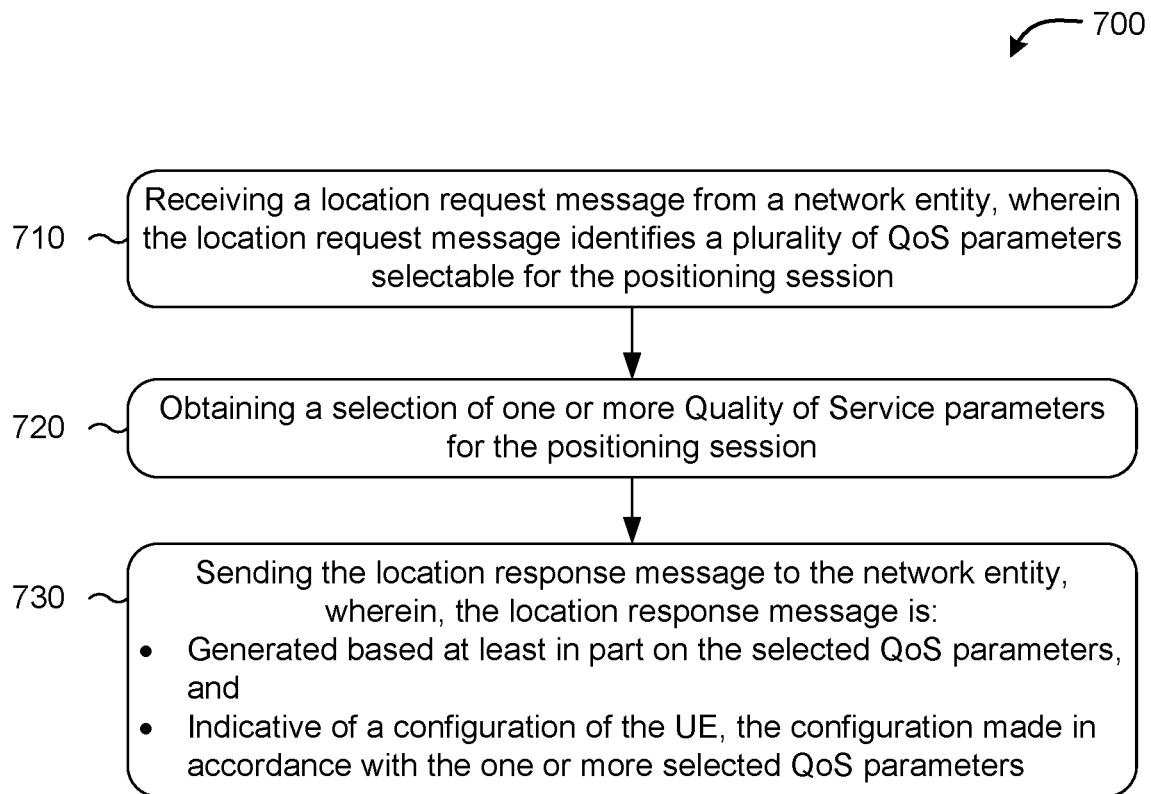 700
710
Receiving a location request message from a network entity, wherein
the location request message identifies a plurality of QoS parameters
selectable for the positioning session
720
Obtaining a selection of one or more Quality of Service parameters
for the positioning session
730
Sending the location response message to the network entity,
wherein, the location response message is:
• Generated based at least in part on the selected QoS parameters,
and
• Indicative of a configuration of the UE, the configuration made in
accordance with the one or more selected QoS parameters